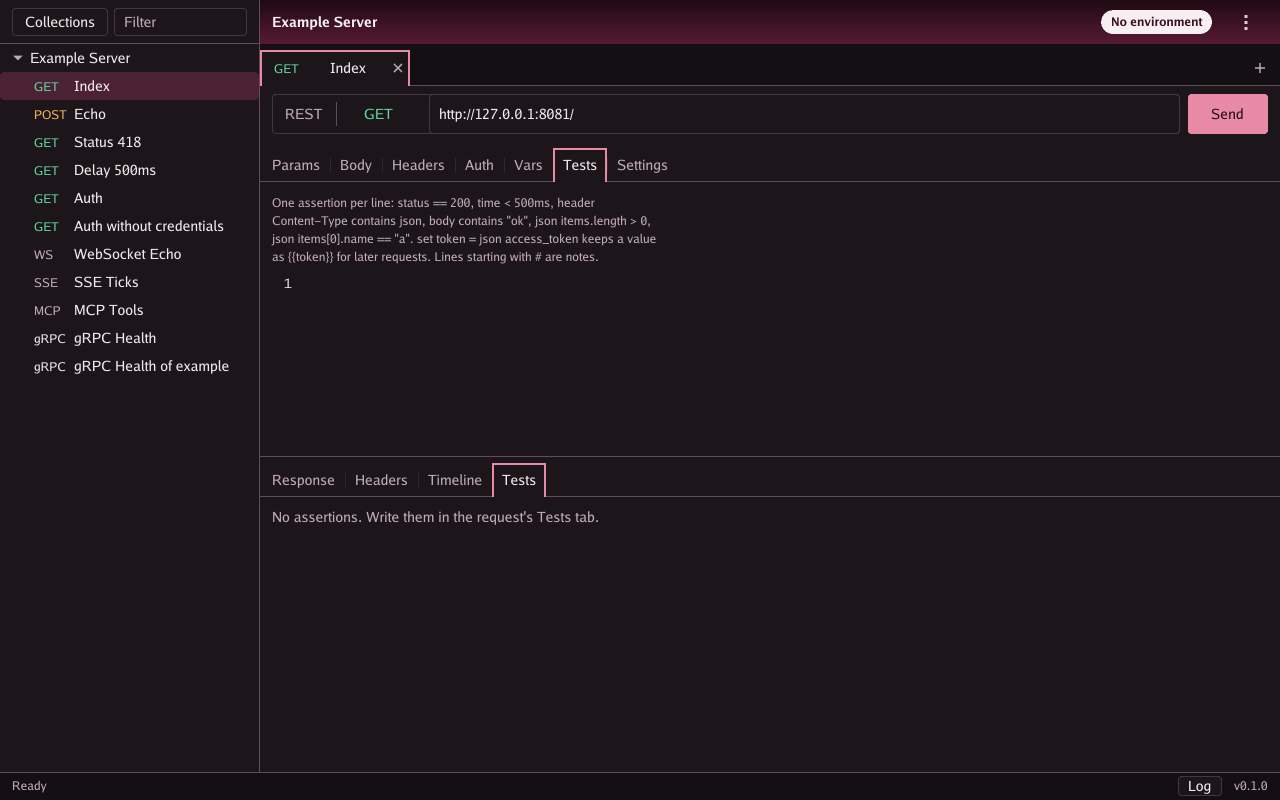 Collections
Filter
Example Server
No environment
Example Server
GET Index
POST Echo
GET Status 418
GET Delay 500ms
GET Auth
GET Auth without credentials
WS WebSocket Echo
SSE SSE Ticks
MCP MCP Tools
gRPC gRPC Health
gRPC gRPC Health of example
GET Index
REST GET http://127.0.0.1:8081/ Send
Params Body Headers Auth Vars Tests Settings
One assertion per line: status == 200, time < 500ms, header
Content-Type contains json, body contains "ok", json items.length > 0,
json items[0].name == "a". set token = json access_token keeps a value
as {{token}} for later requests. Lines starting with # are notes.
1
Response Headers Timeline Tests
No assertions. Write them in the request's Tests tab.
Ready
Log
v0.1.0